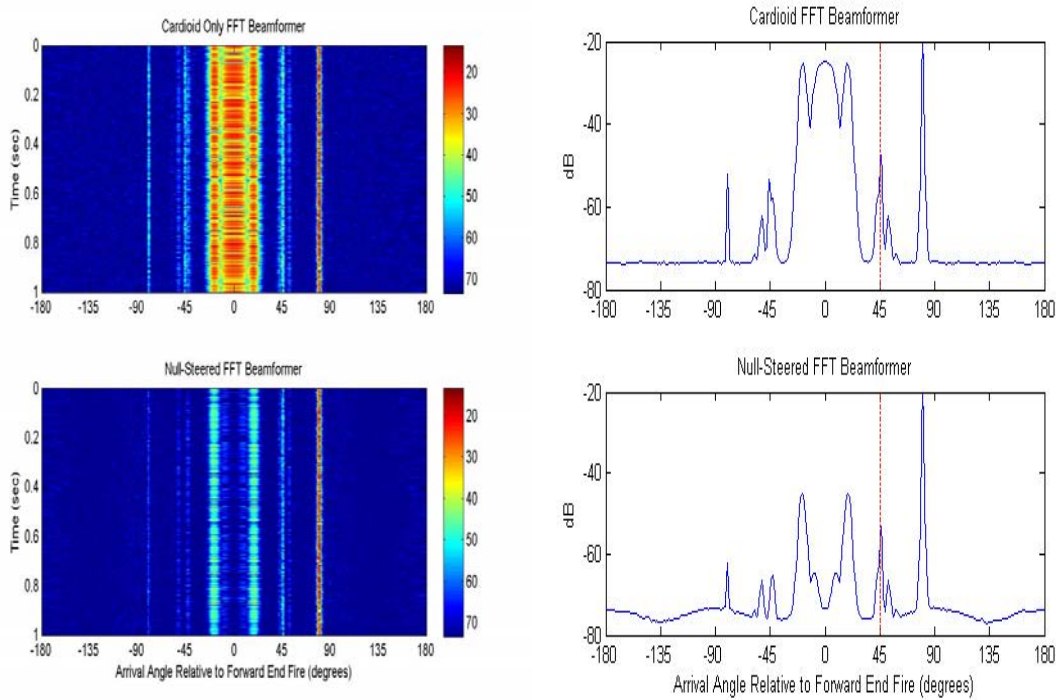 Cardioid Only FFT Beamformer
0
0.2
0.4
0.6
0.8
1
Time (sec)
-180 -135 -90 -45 0 45 90 135 180
20
30
40
50
60
70
Cardioid FFT Beamformer
-20
-40
-60
-80
dB
-180 -135 -90 -45 0 45 90 135 180
Null-Steered FFT Beamformer
0
0.2
0.4
0.6
0.8
1
Time (sec)
-180 -135 -90 -45 0 45 90 135 180
Arrival Angle Relative to Forward End Fire (degrees)
20
30
40
50
60
70
Null-Steered FFT Beamformer
-20
-40
-60
-80
dB
-180 -135 -90 -45 0 45 90 135 180
Arrival Angle Relative to Forward End Fire (degrees)